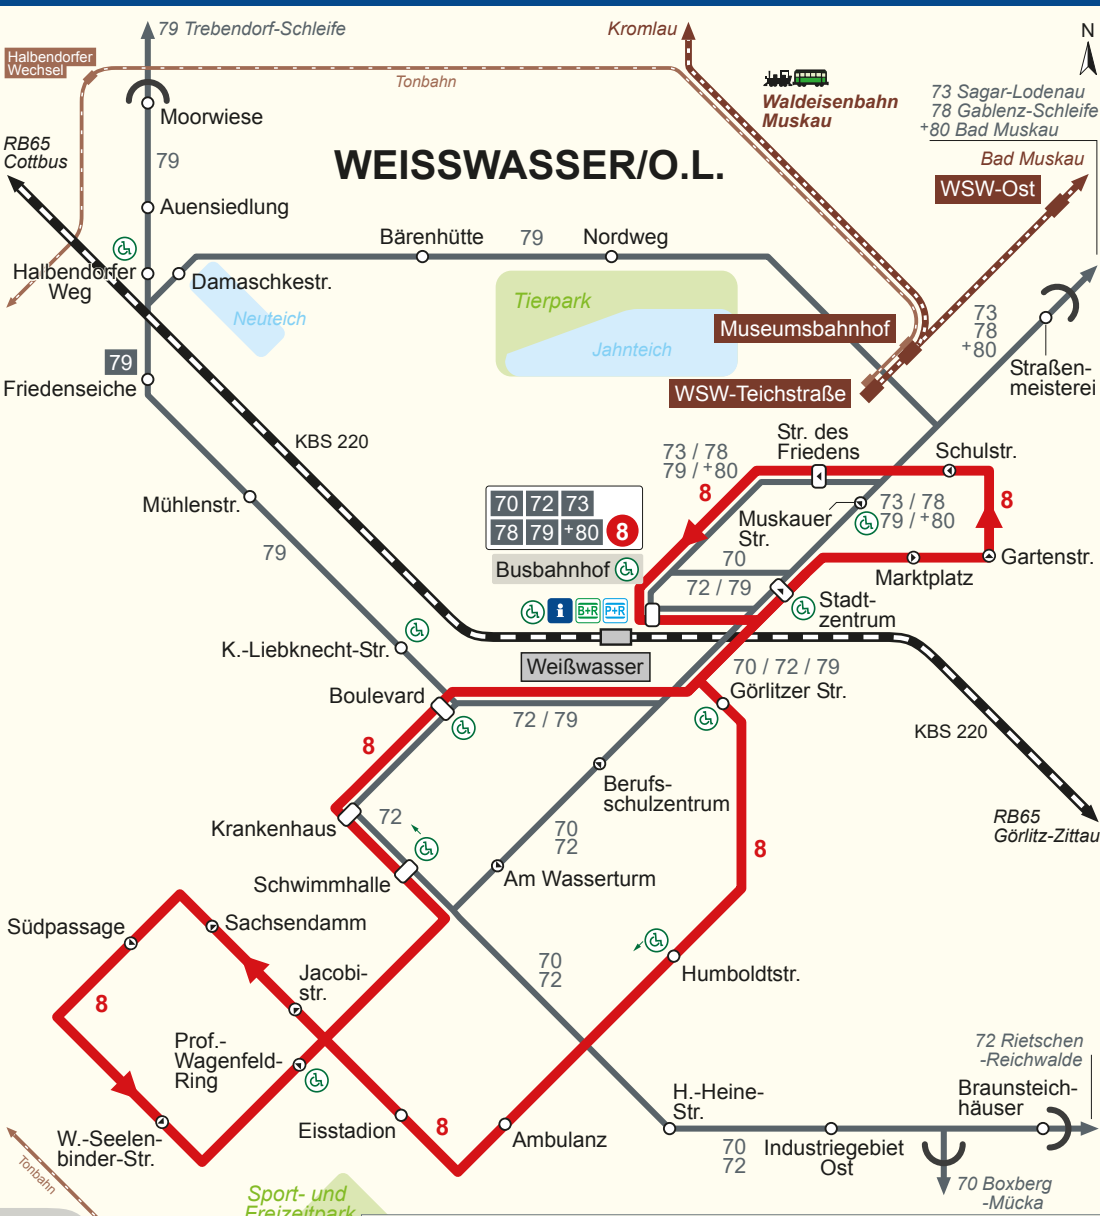 79 Trebendorf-Schleife
Kromlau
N
Halbendorfer
Wechsel
Tonbahn
Waldeisenbahn
Muskau
73 Sagar-Lodenau
78 Gablenz-Schleife
+80 Bad Muskau
Moorwiese
RB65
Cottbus
79
WEISSWASSER/O.L.
Bad Muskau
WSW-Ost
Auensiedlung
Bärenhütte
79
Nordweg
Halbendorfer
Weg
Damaschkestr.
Neuteich
Tierpark
Jahnteich
Museumsbahnhof
73
78
+80
79
Friedenseiche
WSW-Teichstraße
Straßen-
meisterei
KBS 220
73 / 78
79 / +80
Str. des
Friedens
Schulstr.
8
8
Mühlenstr.
70 72 73
78 79 +80 8
Muskauer
Str.
73 / 78
79 / +80
79
Busbahnhof
70
Marktplatz
Gartenstr.
72 / 79
i
B+R
P+R
Stadt-
zentrum
K.-Liebknecht-Str.
Weißwasser
70 / 72 / 79
Boulevard
Görlitzer Str.
72 / 79
8
KBS 220
Berufs-
schulzentrum
Krankenhaus
72
70
72
RB65
Görlitz-Zittau
8
Schwimmhalle
Am Wasserturm
Südpassage
Sachsendamm
Jacobi-
str.
70
72
Humboldtstr.
8
Prof.-
Wagenfeld-
Ring
72 Rietschen
-Reichwalde
H.-Heine-
Str.
Braunsteich-
häuser
W.-Seelen-
binder-Str.
Eisstadion
8
Ambulanz
70
72
Industriegebiet
Ost
Tonbahn
70 Boxberg
-Mücka
Sport- und
Freizeitpark